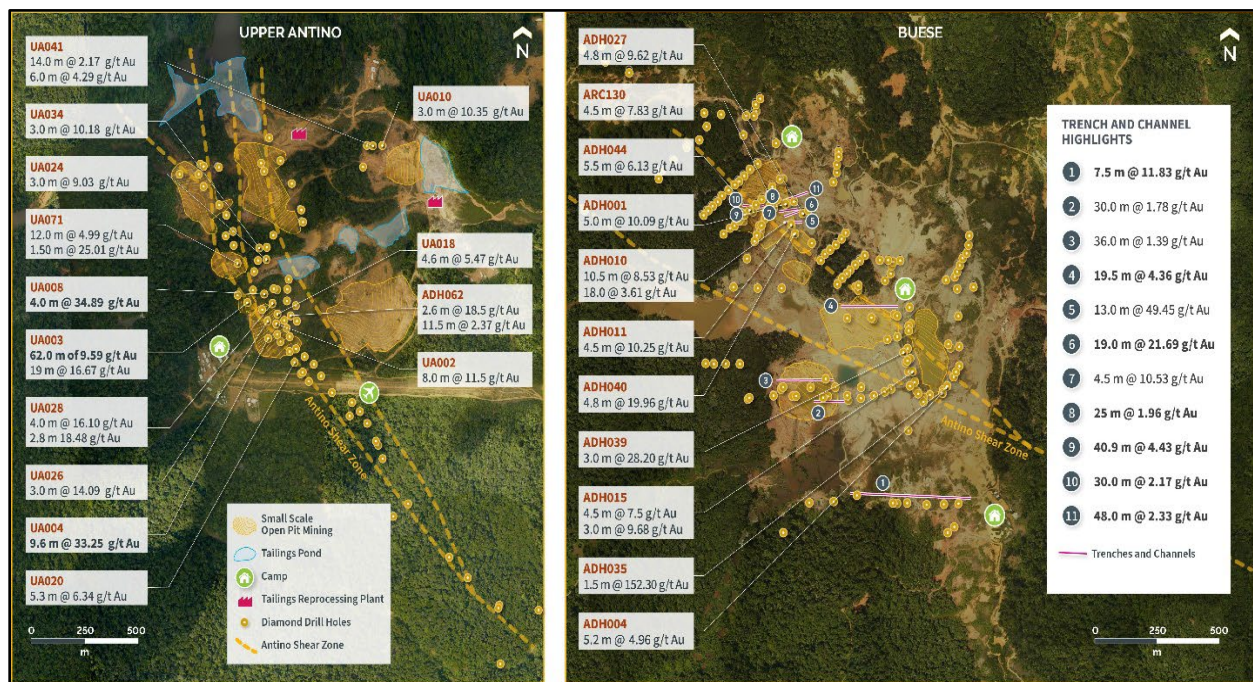 UPPER ANTINO
N
UA041
14.0 m @ 2.17 g/t Au
6.0 m @ 4.29 g/t Au
UA034
3.0 m @ 10.18 g/t Au
UA024
3.0 m @ 9.03 g/t Au
UA071
12.0 m @ 4.99 g/t Au
1.50 m @ 25.01 g/t Au
UA008
4.0 m @ 34.89 g/t Au
UA003
62.0 m of 9.59 g/t Au
19 m @ 16.67 g/t Au
UA028
4.0 m @ 16.10 g/t Au
2.8 m 18.48 g/t Au
UA026
3.0 m @ 14.09 g/t Au
UA004
9.6 m @ 33.25 g/t Au
UA020
5.3 m @ 6.34 g/t Au
UA010
3.0 m @ 10.35 g/t Au
UA018
4.6 m @ 5.47 g/t Au
ADH062
2.6 m @ 18.5 g/t Au
11.5 m @ 2.37 g/t Au
UA002
8.0 m @ 11.5 g/t Au
Antino Shear Zone
Antino Shear Zone
Small Scale
Open Pit Mining
Tailings Pond
Camp
Tailings Reprocessing Plant
Diamond Drill Holes
Antino Shear Zone
0 250 500
m
BUESE
N
ADH027
4.8 m @ 9.62 g/t Au
ARC130
4.5 m @ 7.83 g/t Au
ADH044
5.5 m @ 6.13 g/t Au
ADH001
5.0 m @ 10.09 g/t Au
ADH010
10.5 m @ 8.53 g/t Au
18.0 m @ 3.61 g/t Au
ADH011
4.5 m @ 10.25 g/t Au
ADH040
4.8 m @ 19.96 g/t Au
ADH039
3.0 m @ 28.20 g/t Au
ADH015
4.5 m @ 7.5 g/t Au
3.0 m @ 9.68 g/t Au
ADH035
1.5 m @ 152.30 g/t Au
ADH004
5.2 m @ 4.96 g/t Au
11
8
10
6
9
7
5
4
3
2
1
Antino Shear Zone
TRENCH AND CHANNEL
HIGHLIGHTS
1 7.5 m @ 11.83 g/t Au
2 30.0 m @ 1.78 g/t Au
3 36.0 m @ 1.39 g/t Au
4 19.5 m @ 4.36 g/t Au
5 13.0 m @ 49.45 g/t Au
6 19.0 m @ 21.69 g/t Au
7 4.5 m @ 10.53 g/t Au
8 25 m @ 1.96 g/t Au
9 40.9 m @ 4.43 g/t Au
10 30.0 m @ 2.17 g/t Au
11 48.0 m @ 2.33 g/t Au
Trenches and Channels
0 250 500
m